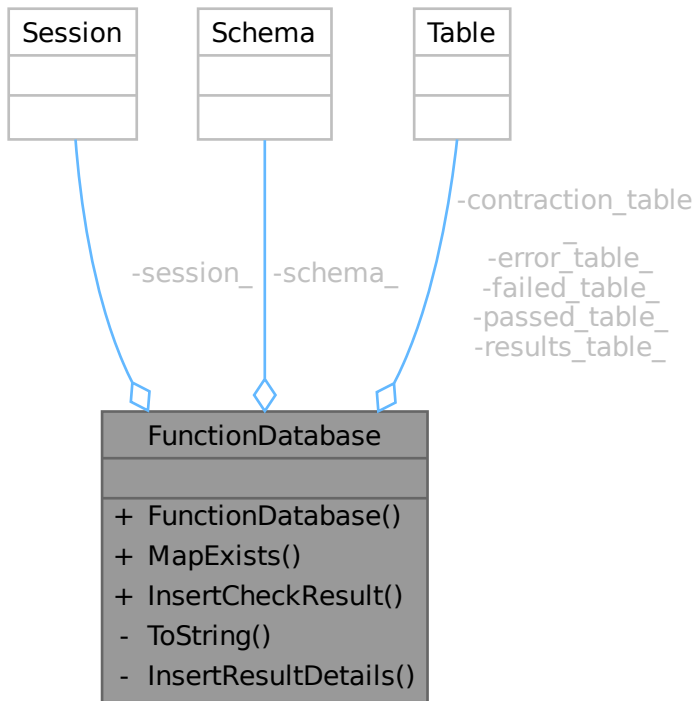 Session
Schema
Table
-session_
-schema_
-contraction_table
_
-error_table_
-failed_table_
-passed_table_
-results_table_
FunctionDatabase
+ FunctionDatabase()
+ MapExists()
+ InsertCheckResult()
- ToString()
- InsertResultDetails()